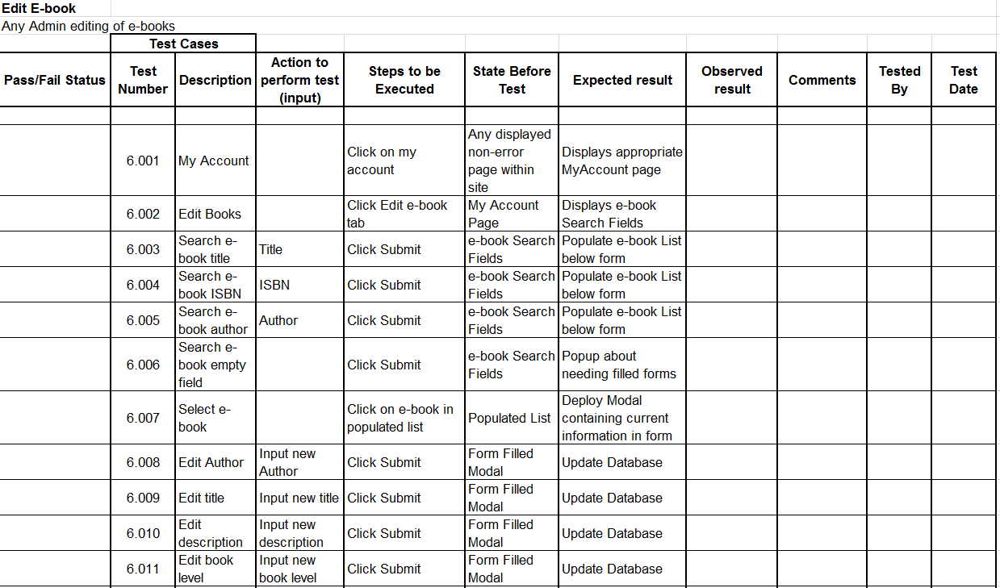 Edit E-book
Any Admin editing of e-books
Test Cases
Pass/Fail Status
Test
Number
Description
Action to
perform test
(input)
Steps to be
Executed
State Before
Test
Expected result
Observed
result
Comments
Tested
By
Test
Date
6.001
My Account
Click on my
account
Any displayed
non-error
page within
site
Displays appropriate
MyAccount page
6.002
Edit Books
Click Edit e-book
tab
My Account
Page
Displays e-book
Search Fields
6.003
Search e-
book title
Title
Click Submit
e-book Search
Fields
Populate e-book List
below form
6.004
Search e-
book ISBN
ISBN
Click Submit
e-book Search
Fields
Populate e-book List
below form
6.005
Search e-
book author
Author
Click Submit
e-book Search
Fields
Populate e-book List
below form
6.006
Search e-
book empty
field
Click Submit
e-book Search
Fields
Popup about
needing filled forms
6.007
Select e-
book
Click on e-book in
populated list
Populated List
Deploy Modal
containing current
information in form
6.008
Edit Author
Input new
Author
Click Submit
Form Filled
Modal
Update Database
6.009
Edit title
Input new title
Click Submit
Form Filled
Modal
Update Database
6.010
Edit
description
Input new
description
Click Submit
Form Filled
Modal
Update Database
6.011
Edit book
level
Input new
book level
Click Submit
Form Filled
Modal
Update Database